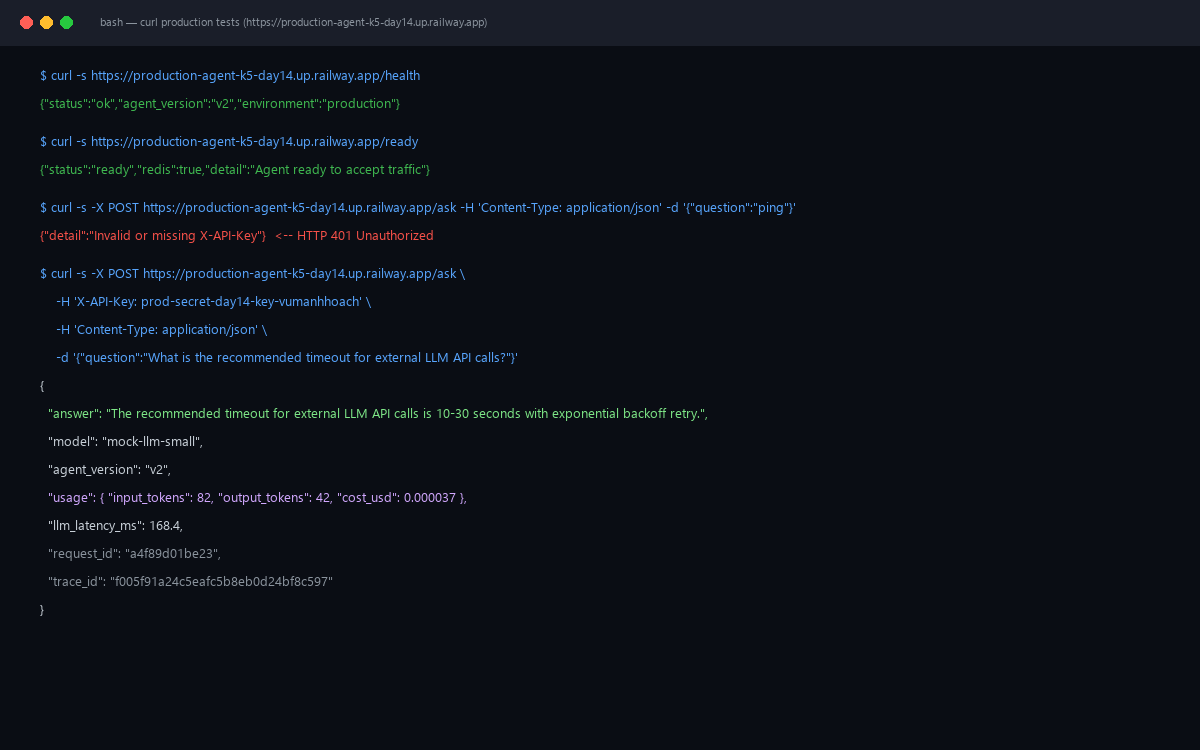 bash — curl production tests (https://production-agent-k5-day14.up.railway.app)
$ curl -s https://production-agent-k5-day14.up.railway.app/health
{"status":"ok","agent_version":"v2","environment":"production"}
$ curl -s https://production-agent-k5-day14.up.railway.app/ready
{"status":"ready","redis":true,"detail":"Agent ready to accept traffic"}
$ curl -s -X POST https://production-agent-k5-day14.up.railway.app/ask -H 'Content-Type: application/json' -d '{"question":"ping"}'
{"detail":"Invalid or missing X-API-Key"}  <-- HTTP 401 Unauthorized
$ curl -s -X POST https://production-agent-k5-day14.up.railway.app/ask \
-H 'X-API-Key: prod-secret-day14-key-vumanhhoach' \
-H 'Content-Type: application/json' \
-d '{"question":"What is the recommended timeout for external LLM API calls?"}'
{
"answer": "The recommended timeout for external LLM API calls is 10-30 seconds with exponential backoff retry.",
"model": "mock-llm-small",
"agent_version": "v2",
"usage": { "input_tokens": 82, "output_tokens": 42, "cost_usd": 0.000037 },
"llm_latency_ms": 168.4,
"request_id": "a4f89d01be23",
"trace_id": "f005f91a24c5eafc5b8eb0d24bf8c597"
}